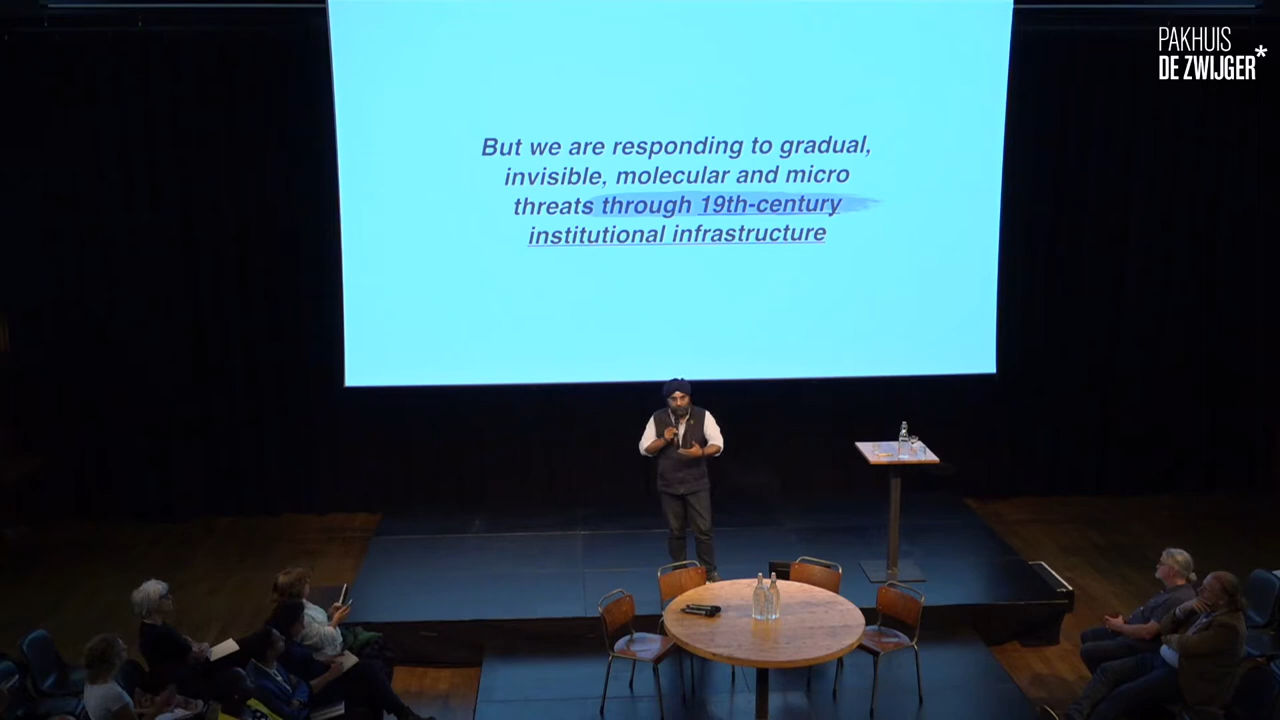 PAKHUIS
DE ZWIJGER*
But we are responding to gradual,
invisible, molecular and micro
threats through 19th-century
institutional infrastructure